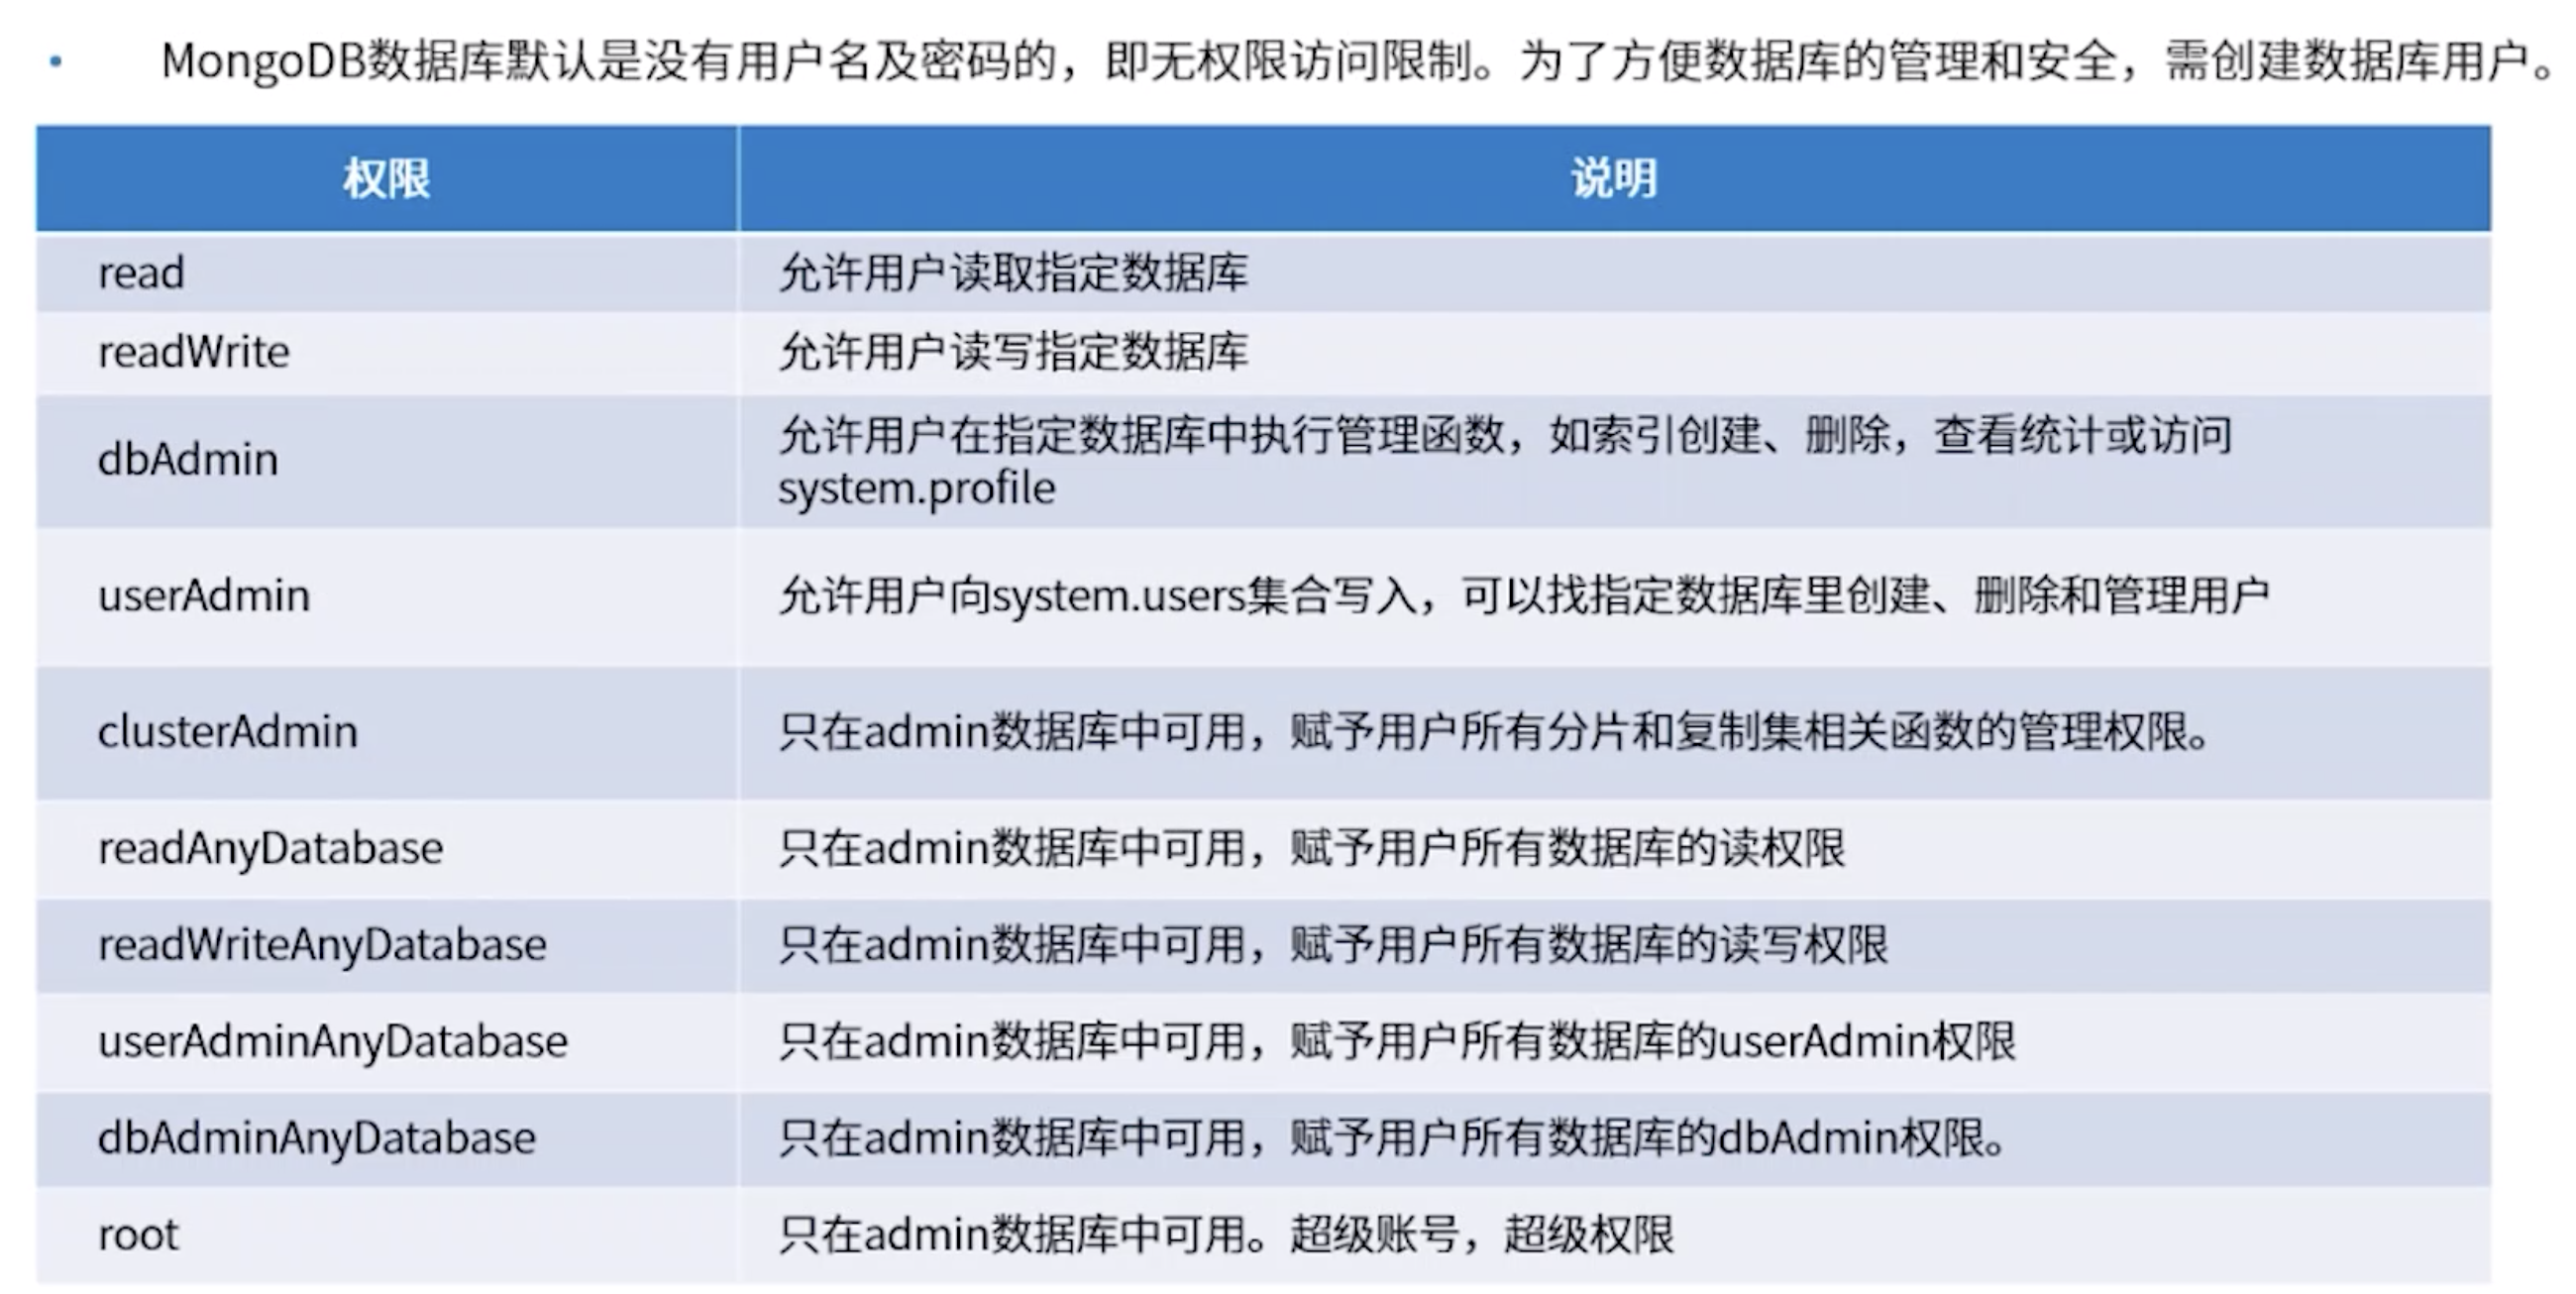 • MongoDB数据库默认是没有用户名及密码的，即无权限访问限制。为了方便数据库的管理和安全，需创建数据库用户。
权限 说明
read 允许用户读取指定数据库
readWrite 允许用户读写指定数据库
dbAdmin 允许用户在指定数据库中执行管理函数，如索引创建、删除，查看统计或访问
system.profile
userAdmin 允许用户向system.users集合写入，可以找指定数据库里创建、删除和管理用户
clusterAdmin 只在admin数据库中可用，赋予用户所有分片和复制集相关函数的管理权限。
readAnyDatabase 只在admin数据库中可用，赋予用户所有数据库的读权限
readWriteAnyDatabase 只在admin数据库中可用，赋予用户所有数据库的读写权限
userAdminAnyDatabase 只在admin数据库中可用，赋予用户所有数据库的userAdmin权限
dbAdminAnyDatabase 只在admin数据库中可用，赋予用户所有数据库的dbAdmin权限。
root 只在admin数据库中可用。超级账号，超级权限